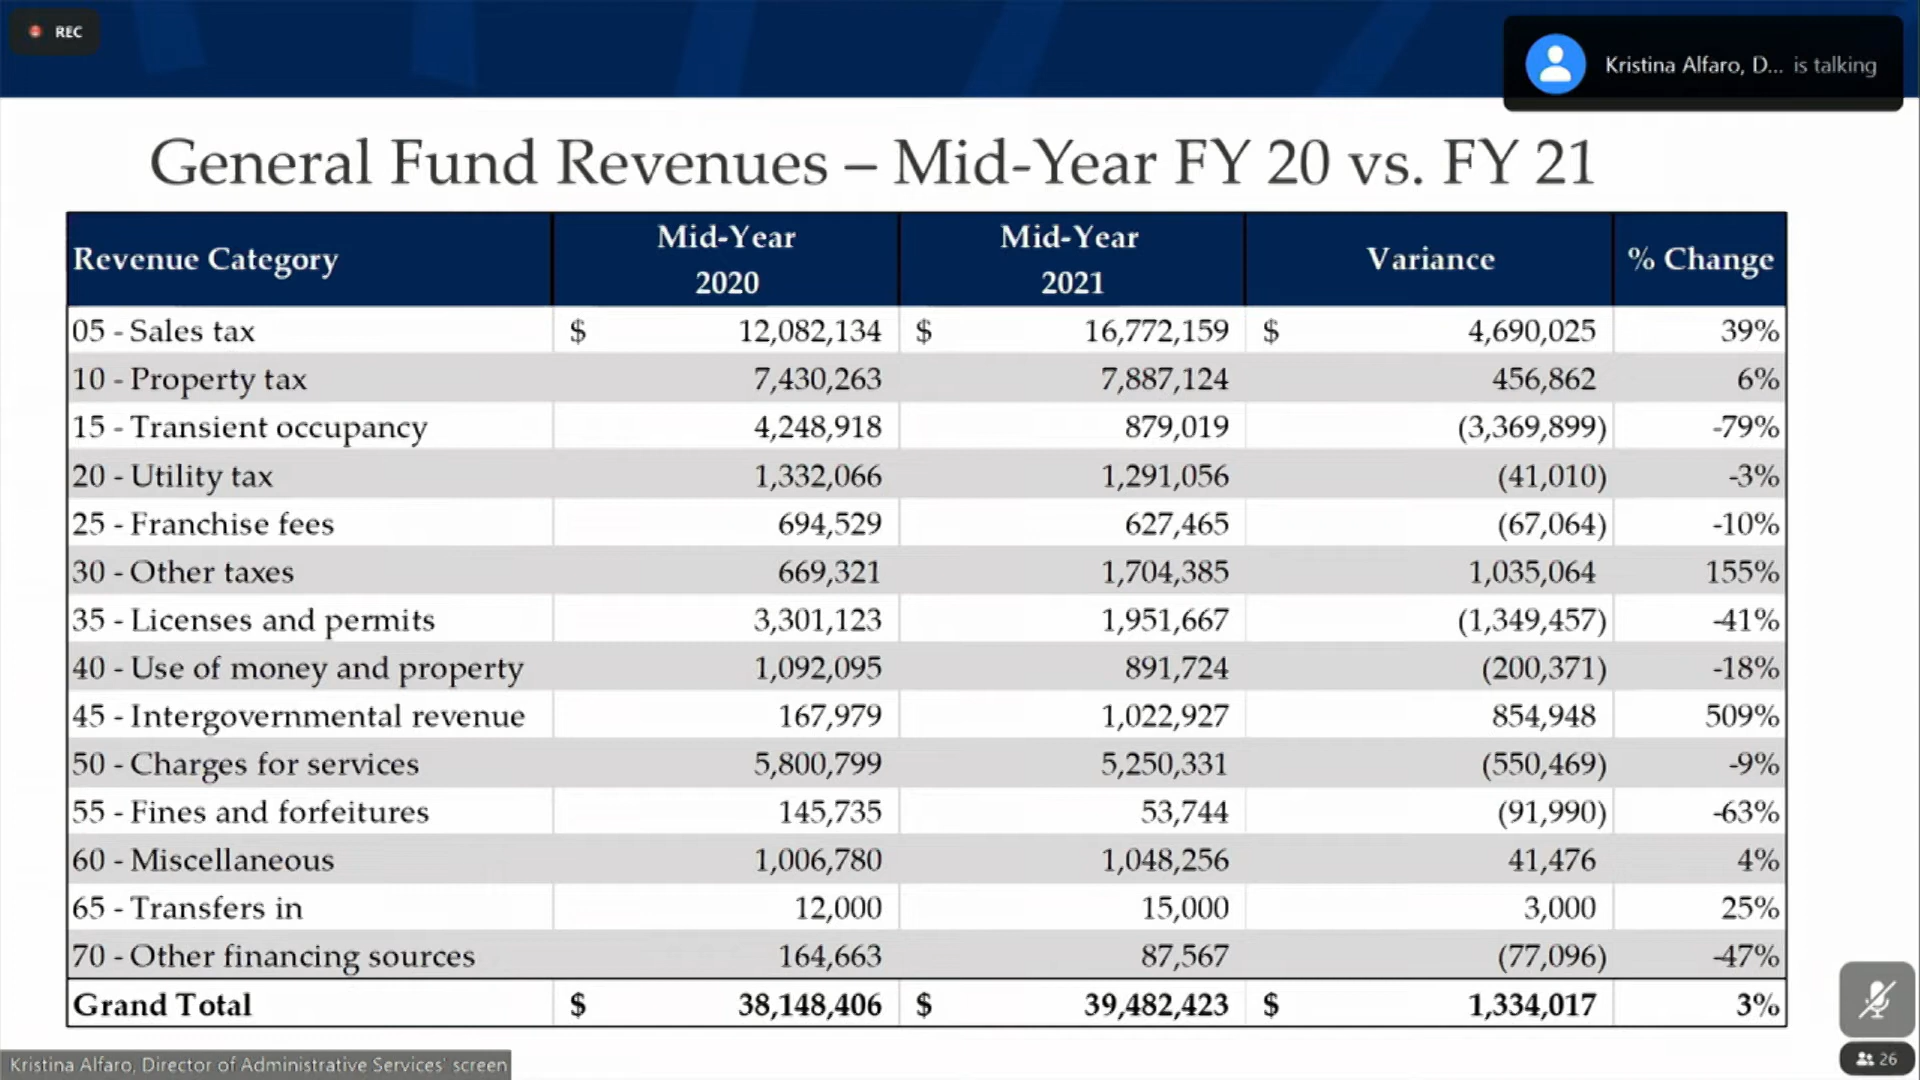 REC
Kristina Alfaro, D... is talking
General Fund Revenues – Mid-Year FY 20 vs. FY 21
Revenue Category Mid-Year 2020 Mid-Year 2021 Variance % Change
05 - Sales tax $ 12,082,134 $ 16,772,159 $ 4,690,025 39%
10 - Property tax 7,430,263 7,887,124 456,862 6%
15 - Transient occupancy 4,248,918 879,019 (3,369,899) -79%
20 - Utility tax 1,332,066 1,291,056 (41,010) -3%
25 - Franchise fees 694,529 627,465 (67,064) -10%
30 - Other taxes 669,321 1,704,385 1,035,064 155%
35 - Licenses and permits 3,301,123 1,951,667 (1,349,457) -41%
40 - Use of money and property 1,092,095 891,724 (200,371) -18%
45 - Intergovernmental revenue 167,979 1,022,927 854,948 509%
50 - Charges for services 5,800,799 5,250,331 (550,469) -9%
55 - Fines and forfeitures 145,735 53,744 (91,990) -63%
60 - Miscellaneous 1,006,780 1,048,256 41,476 4%
65 - Transfers in 12,000 15,000 3,000 25%
70 - Other financing sources 164,663 87,567 (77,096) -47%
Grand Total $ 38,148,406 $ 39,482,423 $ 1,334,017 3%
Kristina Alfaro, Director of Administrative Services' screen
26